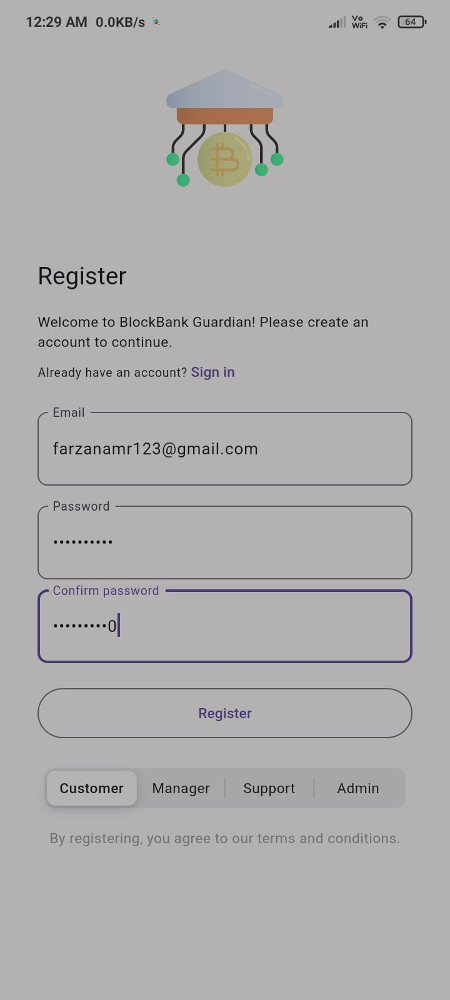 12:29 AM 0.0KB/s Vo WiFi 64
Register
Welcome to BlockBank Guardian! Please create an
account to continue.
Already have an account? Sign in
Email
farzanamr123@gmail.com
Password
••••••••••
Confirm password
•••••••••0
Register
Customer Manager Support Admin
By registering, you agree to our terms and conditions.